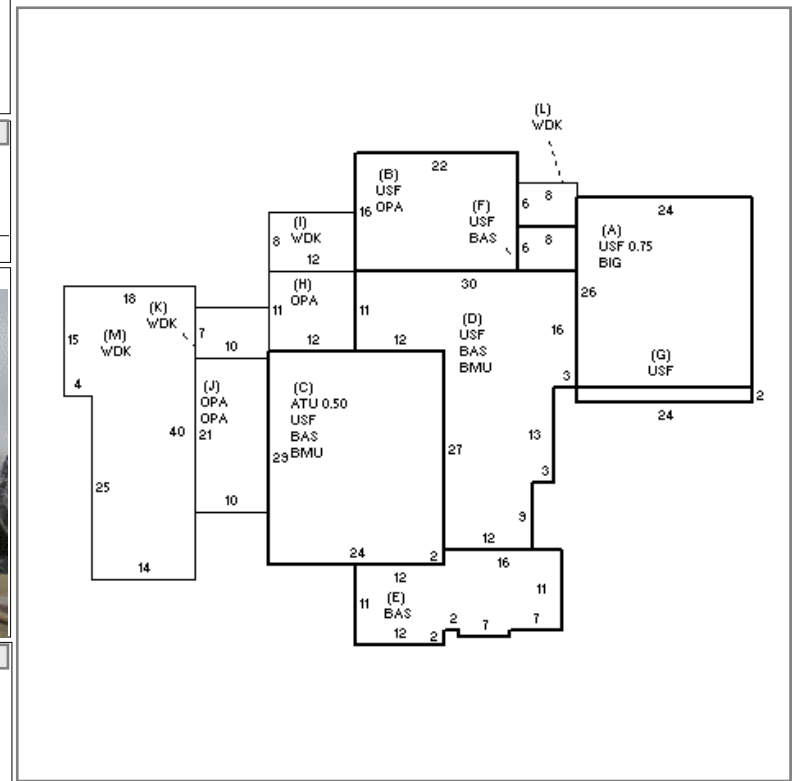 (L)
WDK
22
(B)
USF
OPA
16
(F)
USF
BAS
6
8
6
8
24
(A)
USF 0.75
BIG
26
(I)
WDK
8
12
30
(H)
OPA
11
12
11
12
(D)
USF
BAS
BMU
16
3
(G)
USF
2
24
18
(K)
WDK
15
(M)
WDK
7
10
4
(J)
OPA
OPA
21
40
(C)
ATU 0.50
USF
BAS
BMU
29
27
13
3
25
10
9
12
14
24
2
16
12
11
(E)
BAS
11
2
7
7
12
2